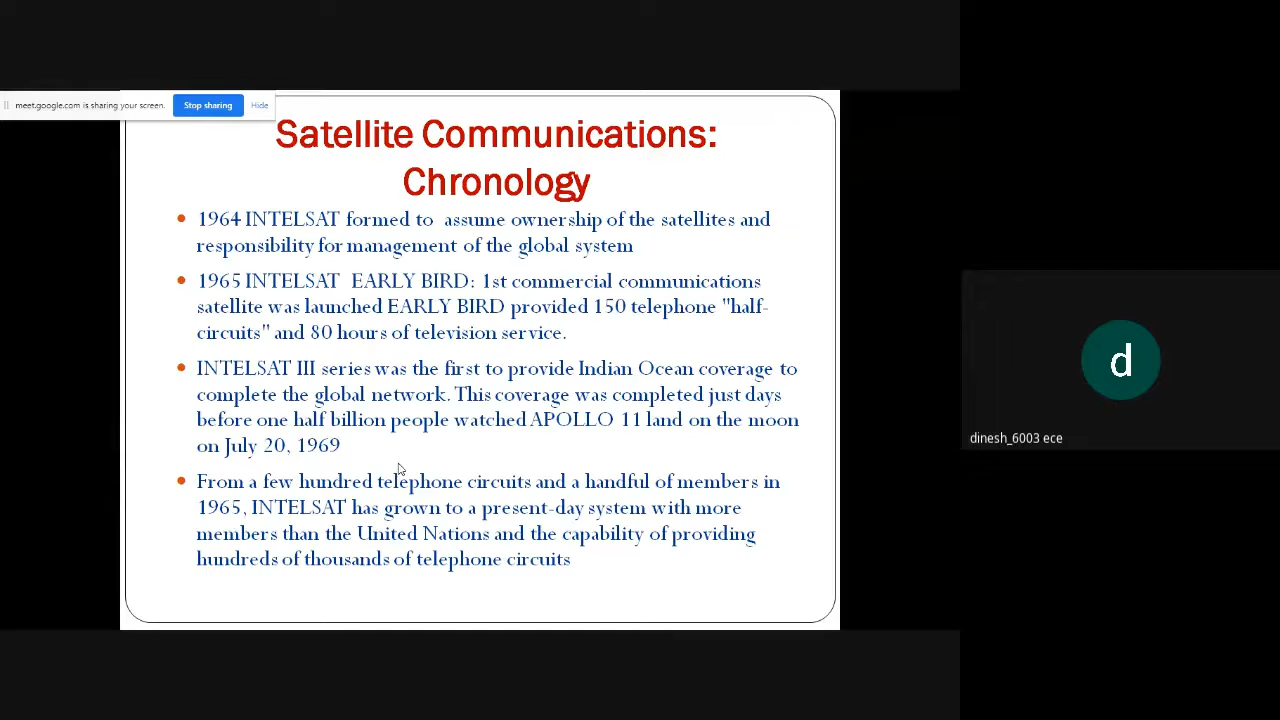 meet.google.com is sharing your screen.
Stop sharing
Hide
Satellite Communications:
Chronology
• 1964 INTELSAT formed to assume ownership of the satellites and
responsibility for management of the global system
• 1965 INTELSAT EARLY BIRD: 1st commercial communications
satellite was launched EARLY BIRD provided 150 telephone "half-
circuits" and 80 hours of television service.
• INTELSAT III series was the first to provide Indian Ocean coverage to
complete the global network. This coverage was completed just days
before one half billion people watched APOLLO 11 land on the moon
on July 20, 1969
• From a few hundred telephone circuits and a handful of members in
1965, INTELSAT has grown to a present-day system with more
members than the United Nations and the capability of providing
hundreds of thousands of telephone circuits
d
dinesh_6003 ece